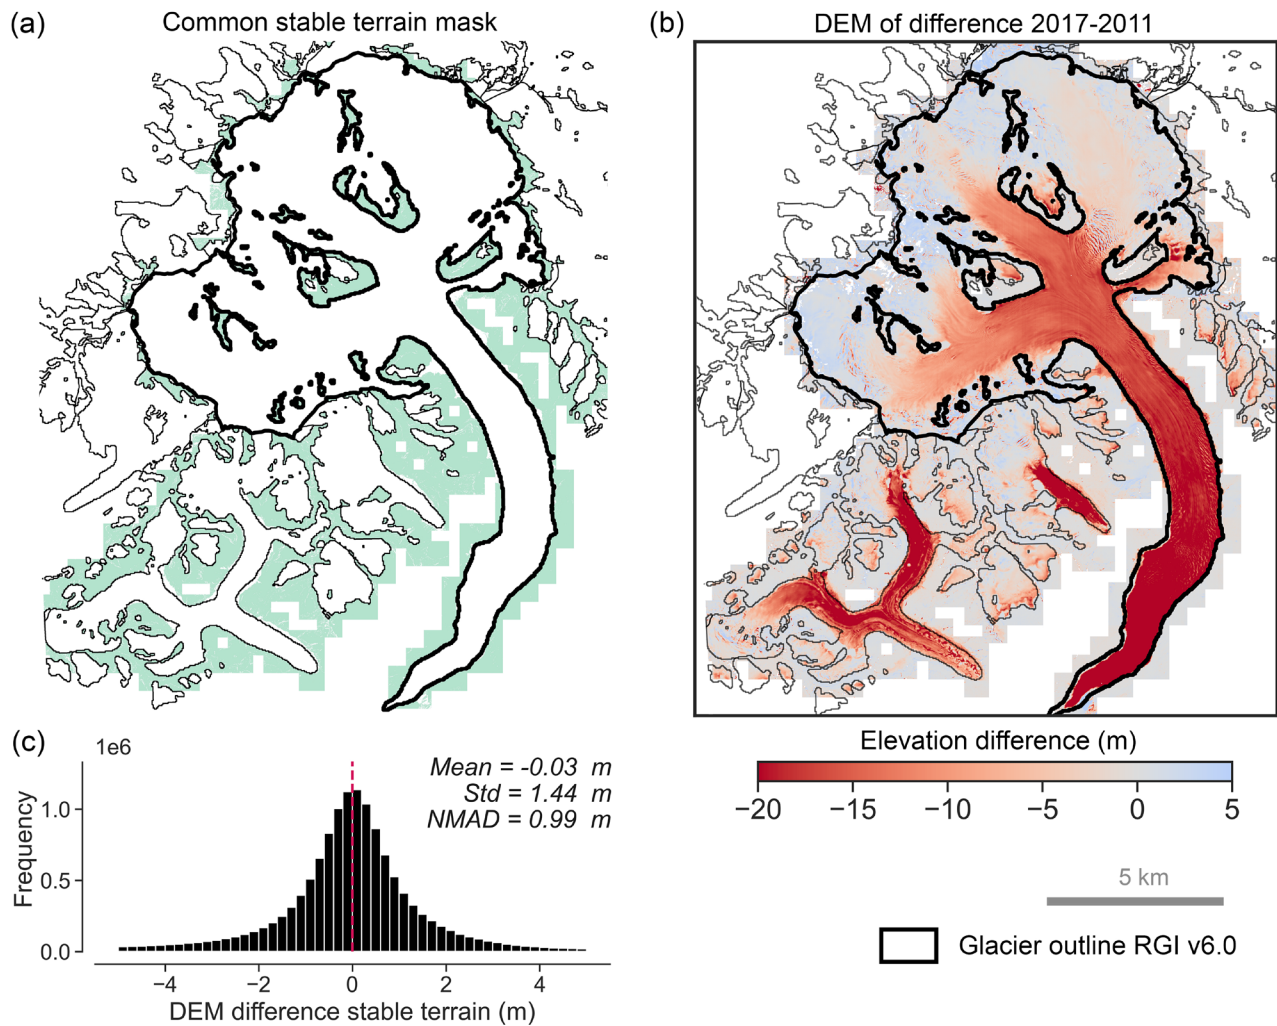 (a) Common stable terrain mask
(b) DEM of difference 2017-2011
(c)
1e6
Mean = -0.03 m
Std = 1.44 m
NMAD = 0.99 m
Frequency
1.0
0.5
0.0
−4 −2 0 2 4
DEM difference stable terrain (m)
Elevation difference (m)
−20 −15 −10 −5 0 5
5 km
Glacier outline RGI v6.0